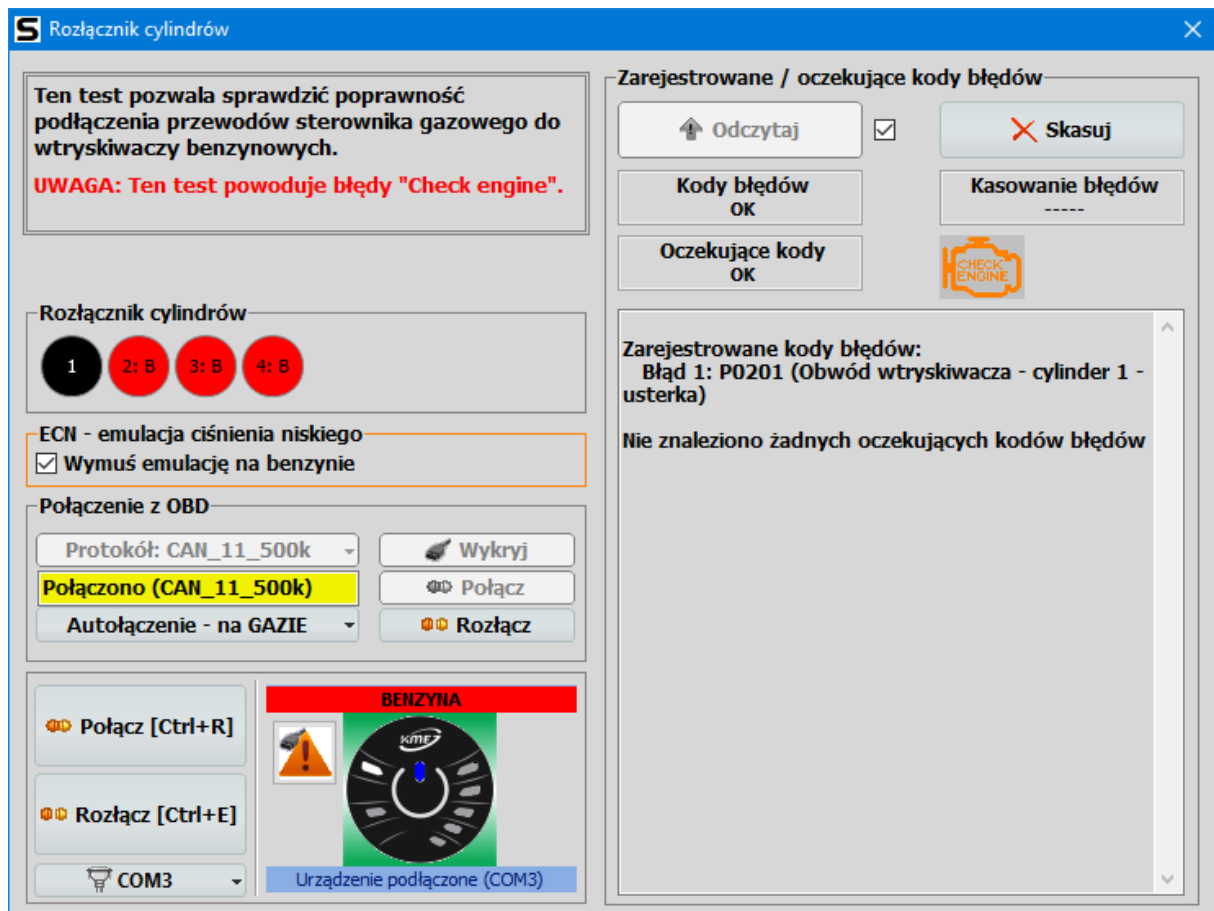 Rozłącznik cylindrów
Ten test pozwala sprawdzić poprawność
podłączenia przewodów sterownika gazowego do
wtryskiwaczy benzynowych.
UWAGA: Ten test powoduje błędy "Check engine".
Rozłącznik cylindrów
1
2: B
3: B
4: B
ECN - emulacja ciśnienia niskiego
Wymuś emulację na benzynie
Połączenie z OBD
Protokół: CAN_11_500k
Wykryj
Połączono (CAN_11_500k)
Połącz
Autołączenie - na GAZIE
Rozłącz
Połącz [Ctrl+R]
Rozłącz [Ctrl+E]
COM3
BENZYNA
KME
Urządzenie podłączone (COM3)
Zarejestrowane / oczekujące kody błędów
Odczytaj
Skasuj
Kody błędów
OK
Kasowanie błędów
-----
Oczekujące kody
OK
CHECK
ENGINE
Zarejestrowane kody błędów:
Błąd 1: P0201 (Obwód wtryskiwacza - cylinder 1 -
usterka)
Nie znaleziono żadnych oczekujących kodów błędów